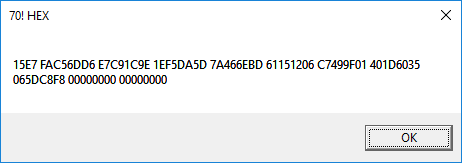 70! HEX
15E7 FAC56DD6 E7C91C9E 1EF5DA5D 7A466EBD 61151206 C7499F01 401D6035
065DC8F8 00000000 00000000
OK